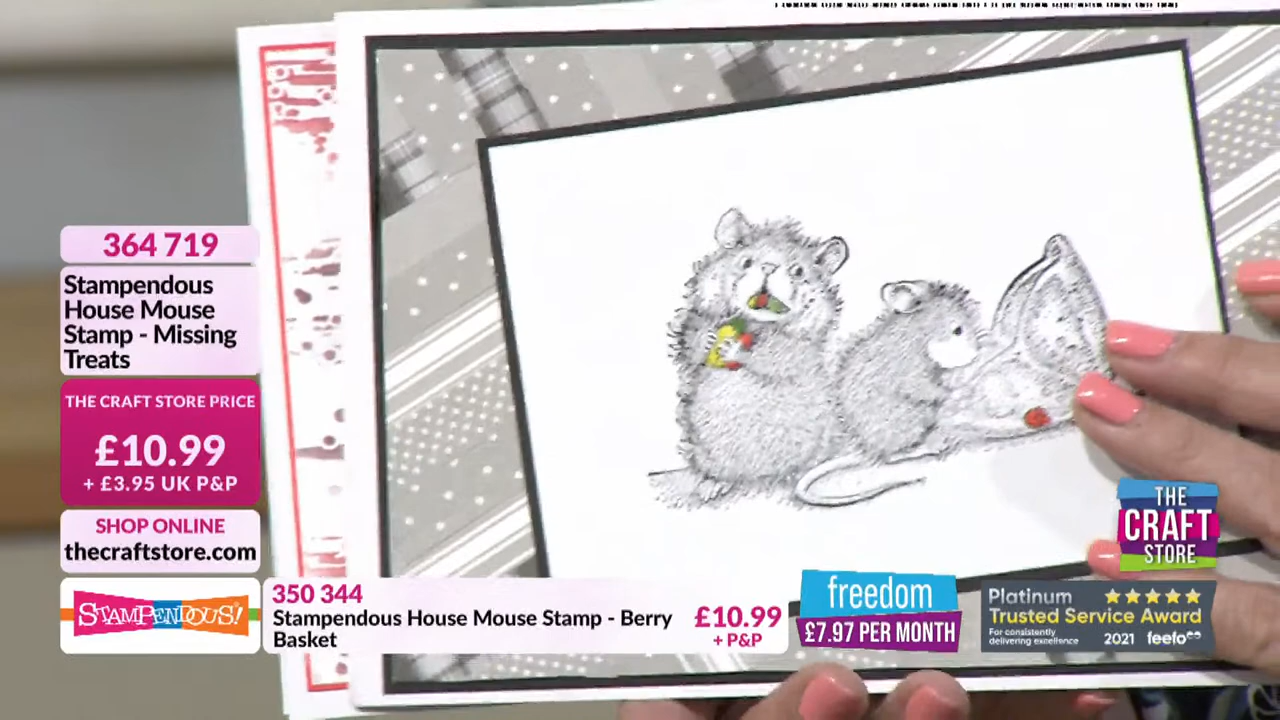 364 719
Stampendous
House Mouse
Stamp - Missing
Treats
THE CRAFT STORE PRICE
£10.99
+ £3.95 UK P&P
SHOP ONLINE
thecraftstore.com
STAMPENDOUS!
350 344
Stampendous House Mouse Stamp - Berry
Basket
£10.99
+ P&P
freedom
£7.97 PER MONTH
THE
CRAFT
STORE
Platinum
Trusted Service Award
For consistently
delivering excellence
2021 feefo